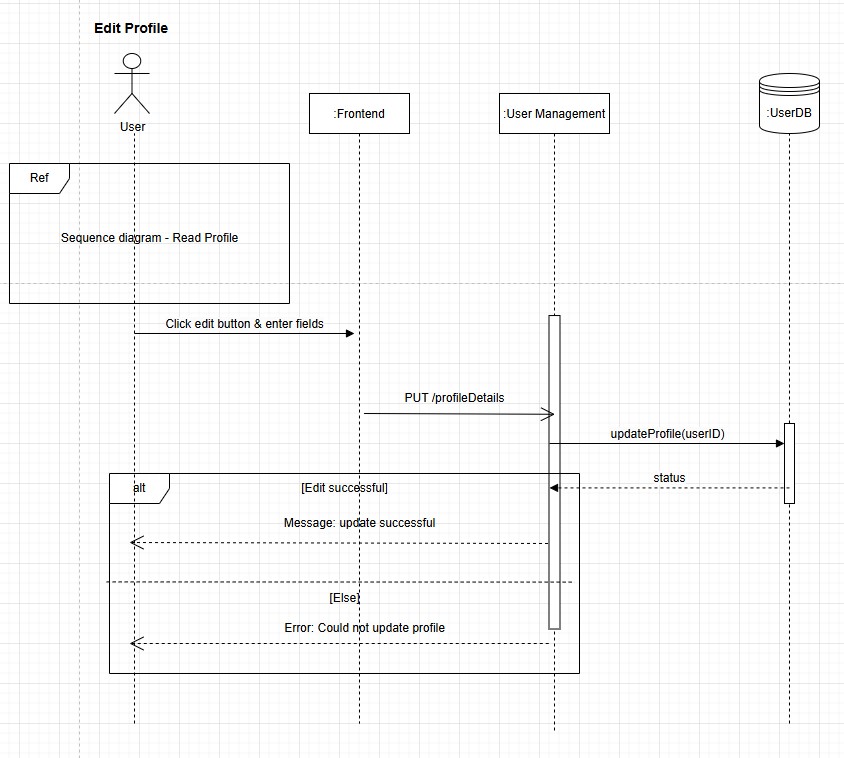 Edit Profile
User
:Frontend
:User Management
:UserDB
Ref
Sequence diagram - Read Profile
Click edit button & enter fields
PUT /profileDetails
updateProfile(userID)
status
alt
[Edit successful]
Message: update successful
[Else]
Error: Could not update profile